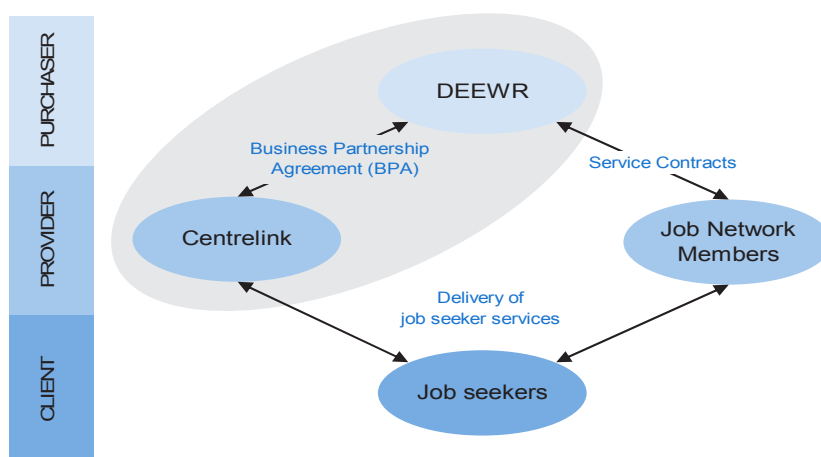 PURCHASER
DEEWR
Business Partnership
Agreement (BPA)
Service Contracts
PROVIDER
Centrelink
Job Network
Members
Delivery of
job seeker services
CLIENT
Job seekers